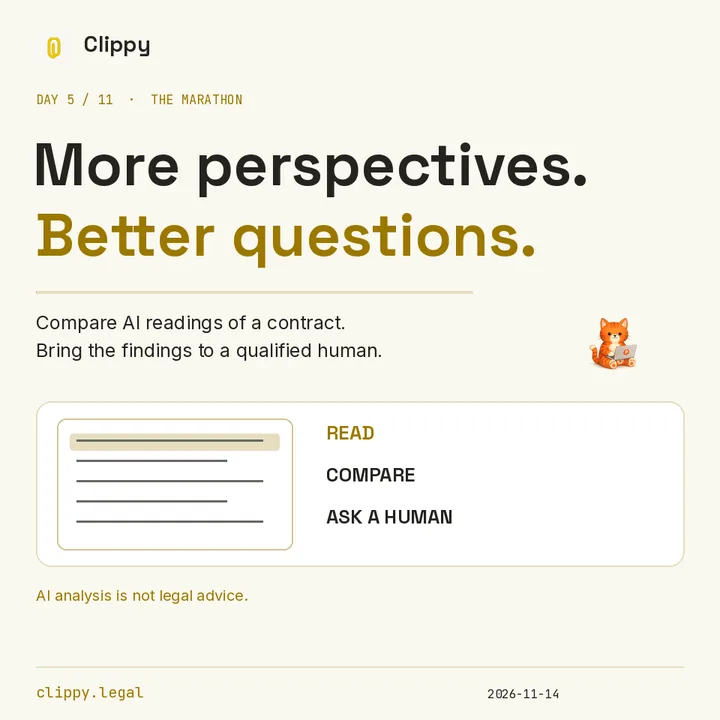 Clippy
DAY 5 / 11 · THE MARATHON
More perspectives.
Better questions.
Compare AI readings of a contract.
Bring the findings to a qualified human.
READ
COMPARE
ASK A HUMAN
AI analysis is not legal advice.
clippy.legal
2026-11-14